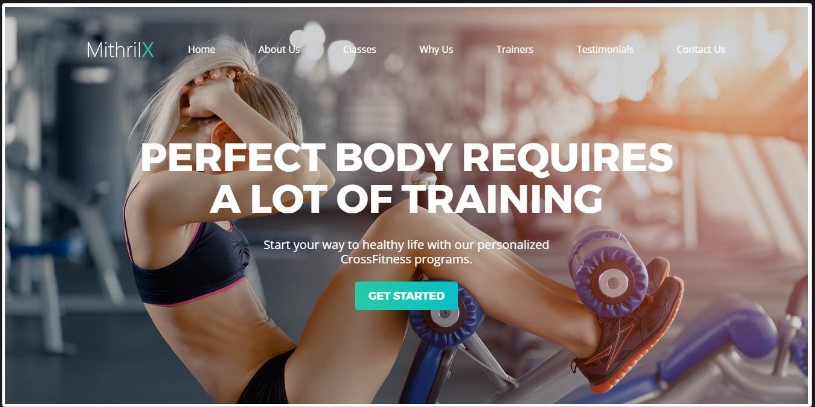 MithrilX Home About Us Classes Why Us Trainers Testimonials Contact Us
PERFECT BODY REQUIRES
A LOT OF TRAINING
Start your way to healthy life with our personalized
CrossFitness programs.
GET STARTED